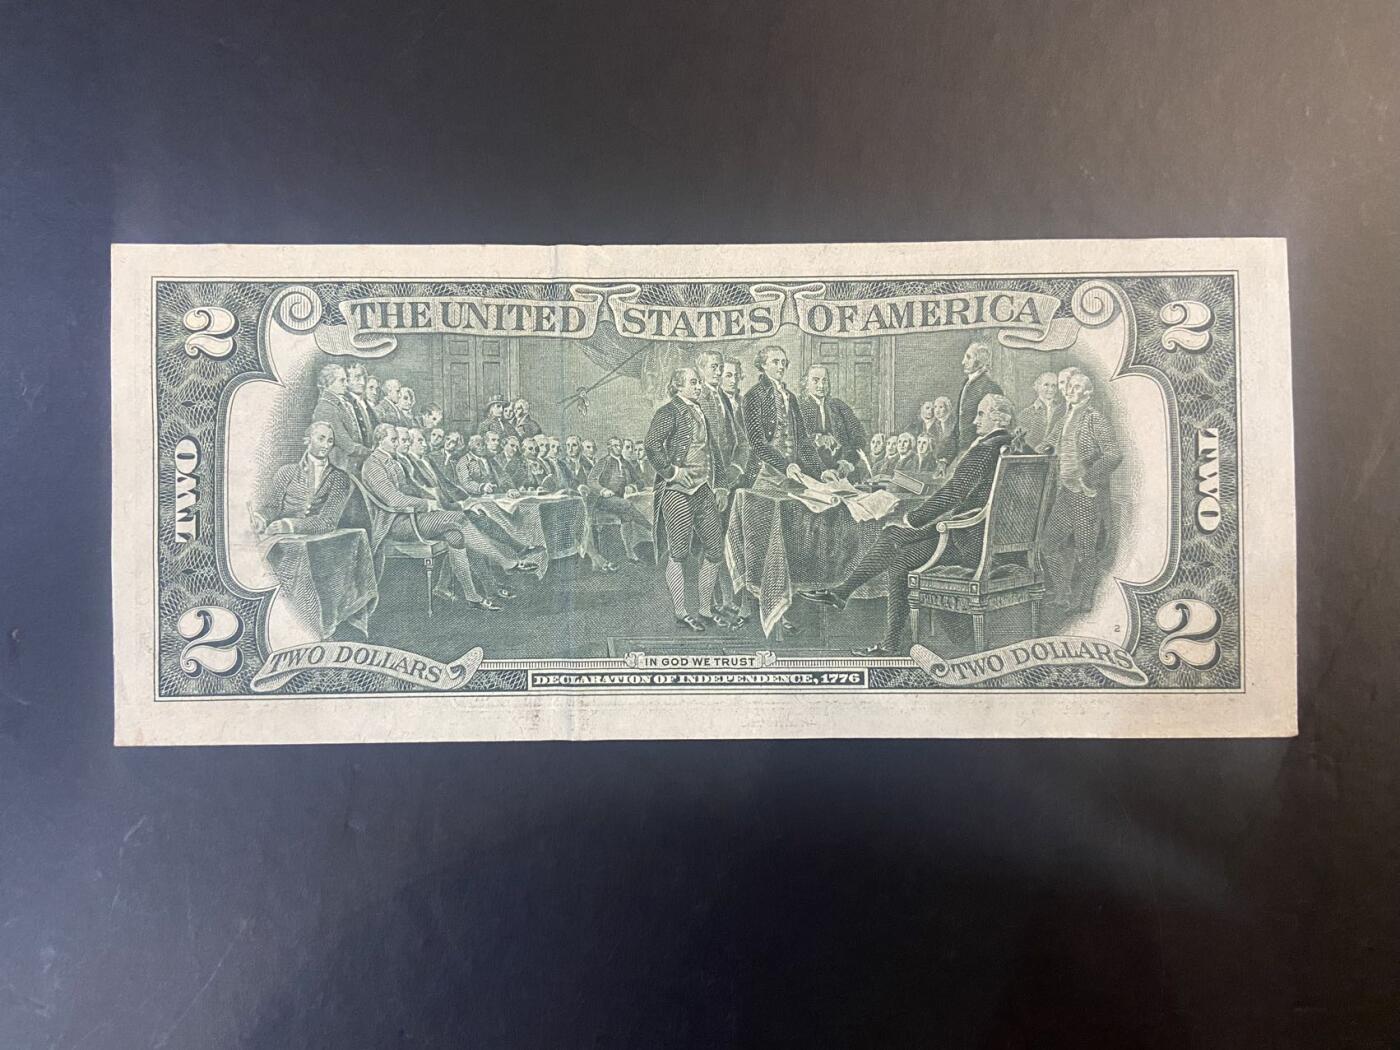 2 THE UNITED STATES OF AMERICA 2
TWO TWO
2
2 TWO DOLLARS IN GOD WE TRUST TWO DOLLARS 2
DECLARATION OF INDEPENDENCE, 1776